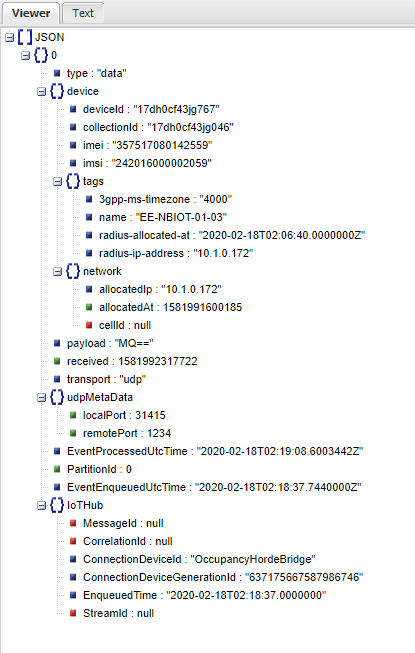 Viewer Text
JSON
0
type : "data"
device
deviceId : "17dh0cf43jg767"
collectionId : "17dh0cf43jg046"
imei : "357517080142559"
imsi : "242016000002059"
tags
3gpp-ms-timezone : "4000"
name : "EE-NBIOT-01-03"
radius-allocated-at : "2020-02-18T02:06:40.0000000Z"
radius-ip-address : "10.1.0.172"
network
allocatedIp : "10.1.0.172"
allocatedAt : 1581991600185
cellId : null
payload : "MQ=="
received : 1581992317722
transport : "udp"
udpMetaData
localPort : 31415
remotePort : 1234
EventProcessedUtcTime : "2020-02-18T02:19:08.6003442Z"
PartitionId : 0
EventEnqueuedUtcTime : "2020-02-18T02:18:37.7440000Z"
IoTHub
MessageId : null
CorrelationId : null
ConnectionDeviceId : "OccupancyHordeBridge"
ConnectionDeviceGenerationId : "637175667587986746"
EnqueuedTime : "2020-02-18T02:18:37.0000000"
StreamId : null